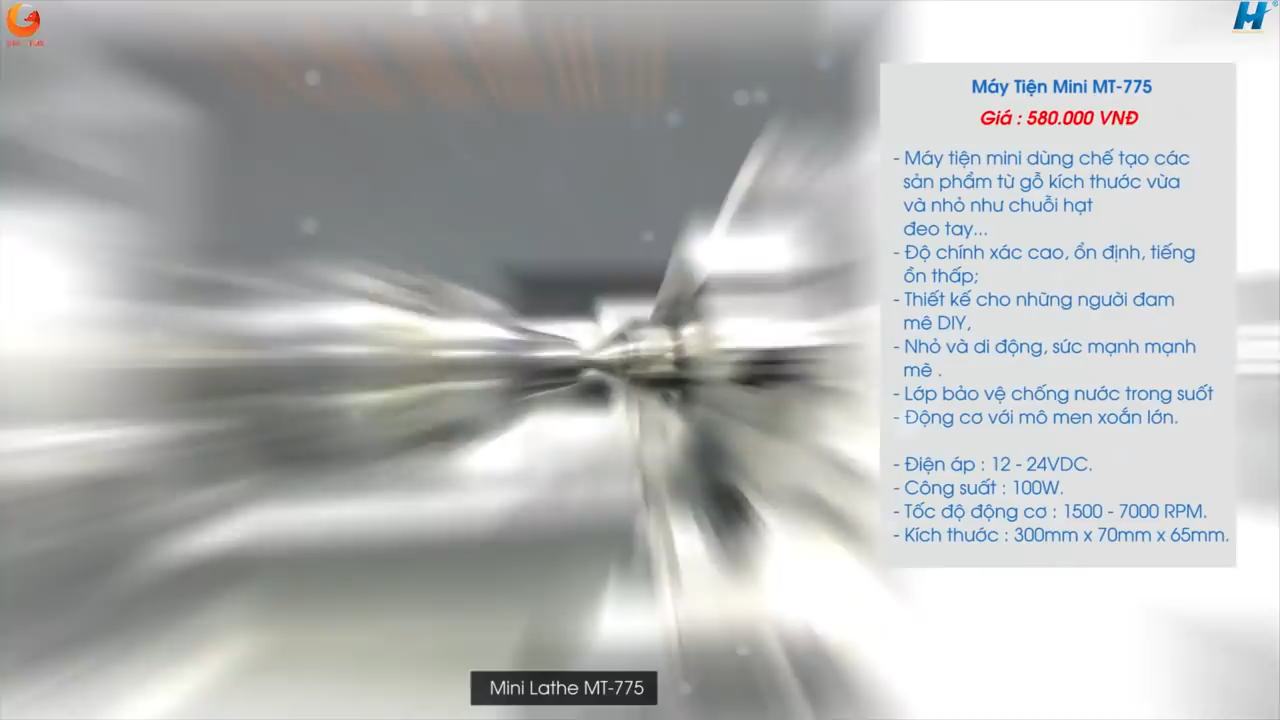 Máy Tiện Mini MT-775
Giá : 580.000 VNĐ
- Máy tiện mini dùng chế tạo các
sản phẩm từ gỗ kích thước vừa
và nhỏ như chuỗi hạt
đeo tay...
- Độ chính xác cao, ổn định, tiếng
ồn thấp;
- Thiết kế cho những người đam
mê DIY,
- Nhỏ và di động, sức mạnh mạnh
mẽ .
- Lớp bảo vệ chống nước trong suốt
- Động cơ với mô men xoắn lớn.
- Điện áp : 12 - 24VDC.
- Công suất : 100W.
- Tốc độ động cơ : 1500 - 7000 RPM.
- Kích thước : 300mm x 70mm x 65mm.
Mini Lathe MT-775